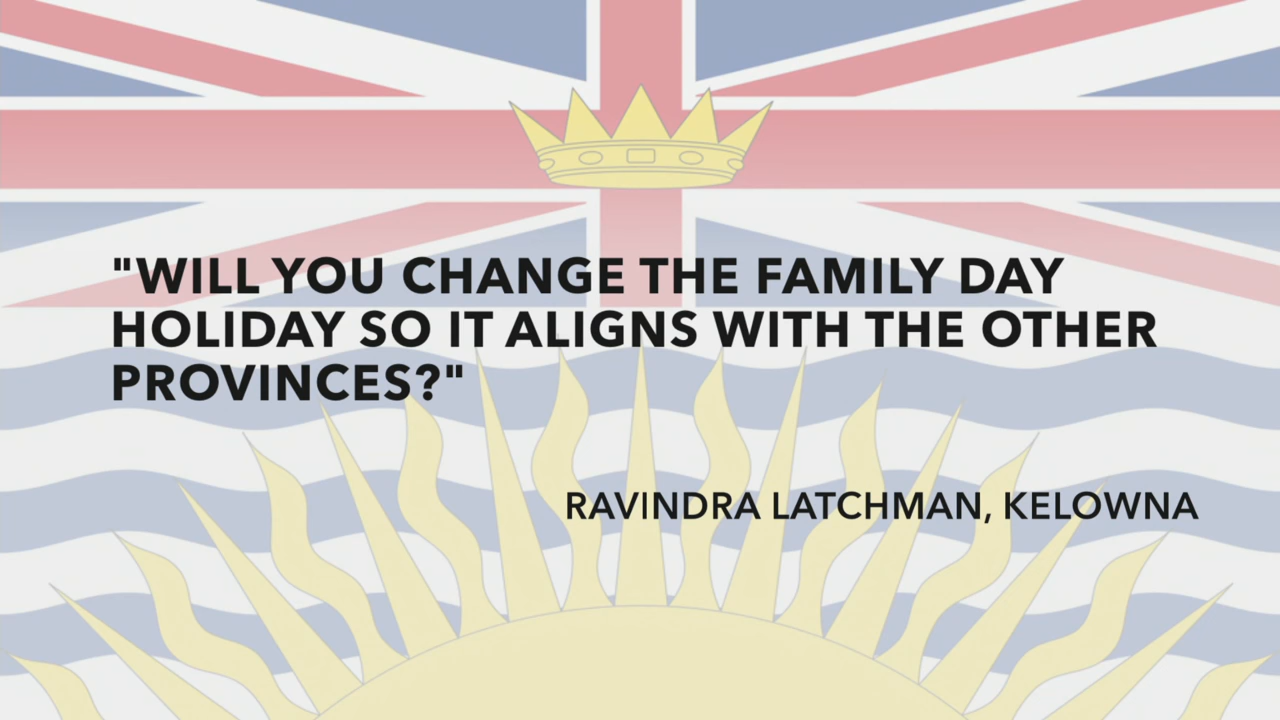 "WILL YOU CHANGE THE FAMILY DAY
HOLIDAY SO IT ALIGNS WITH THE OTHER
PROVINCES?"
RAVINDRA LATCHMAN, KELOWNA